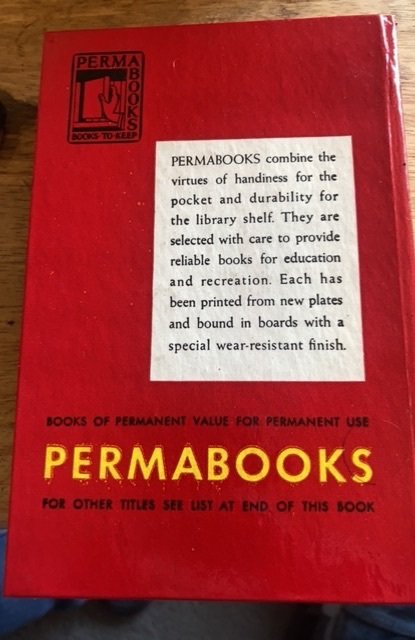 PERMA
BOOKS
BOOKS-TO-KEEP
PERMABOOKS combine the
virtues of handiness for the
pocket and durability for
the library shelf. They are
selected with care to provide
reliable books for education
and recreation. Each has
been printed from new plates
and bound in boards with a
special wear-resistant finish.
BOOKS OF PERMANENT VALUE FOR PERMANENT USE
PERMABOOKS
FOR OTHER TITLES SEE LIST AT END OF THIS BOOK